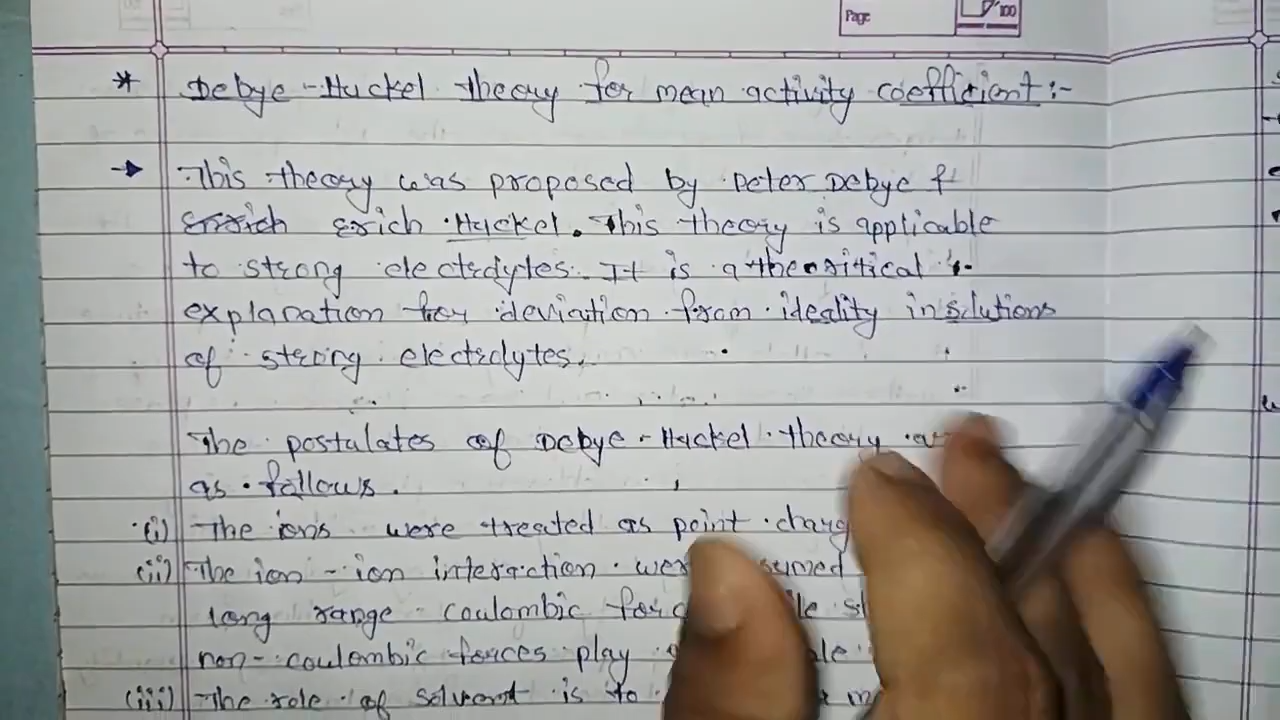 Page
100
* Debye-Huckel theory for mean activity coefficient :-
→ This theory was proposed by Peter Debye &
Errich Erich Huckel. This theory is applicable
to strong electrolytes. It is a theoritical
explanation for deviation from ideality in solutions
of strong electrolytes.
The postulates of Debye-Huckel theory
as follows.
(i) The ions were treated as point
(ii) The ion-ion interaction
long range coulombic
non-coulombic forces play
(iii) The role of solvent is to